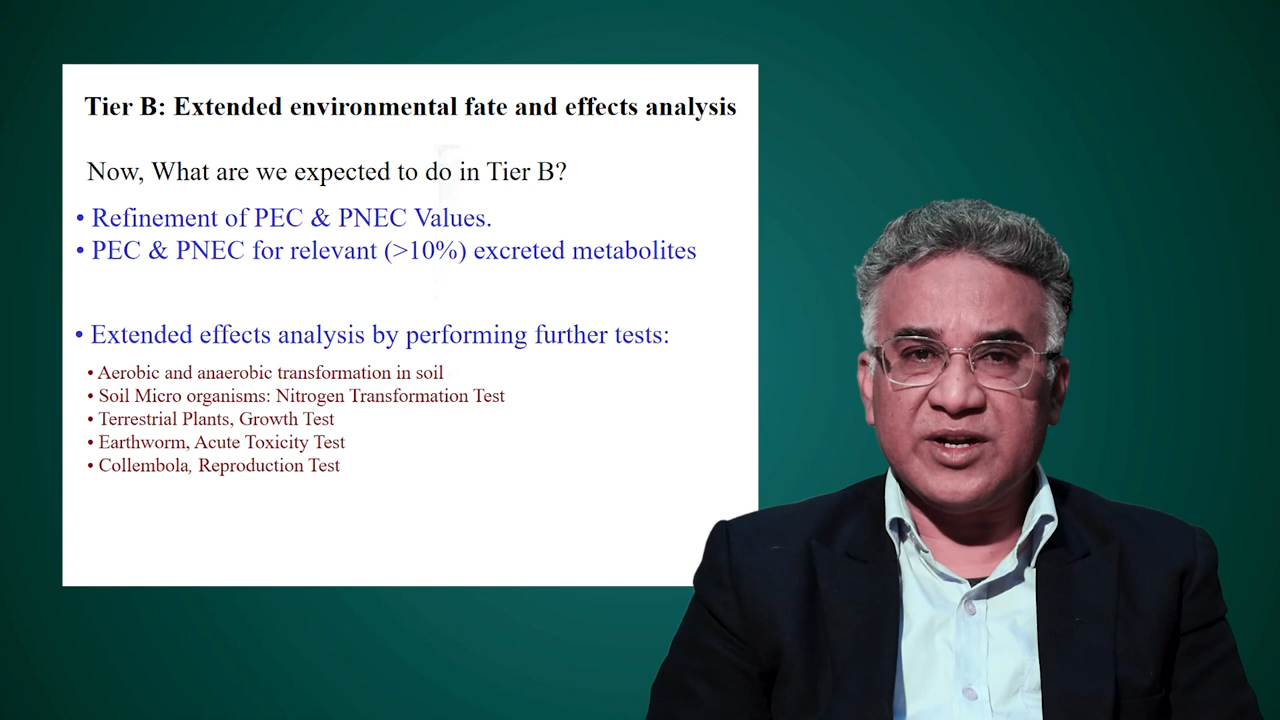 Tier B: Extended environmental fate and effects analysis
Now, What are we expected to do in Tier B?
• Refinement of PEC & PNEC Values.
• PEC & PNEC for relevant (>10%) excreted metabolites
• Extended effects analysis by performing further tests:
• Aerobic and anaerobic transformation in soil
• Soil Micro organisms: Nitrogen Transformation Test
• Terrestrial Plants, Growth Test
• Earthworm, Acute Toxicity Test
• Collembola, Reproduction Test